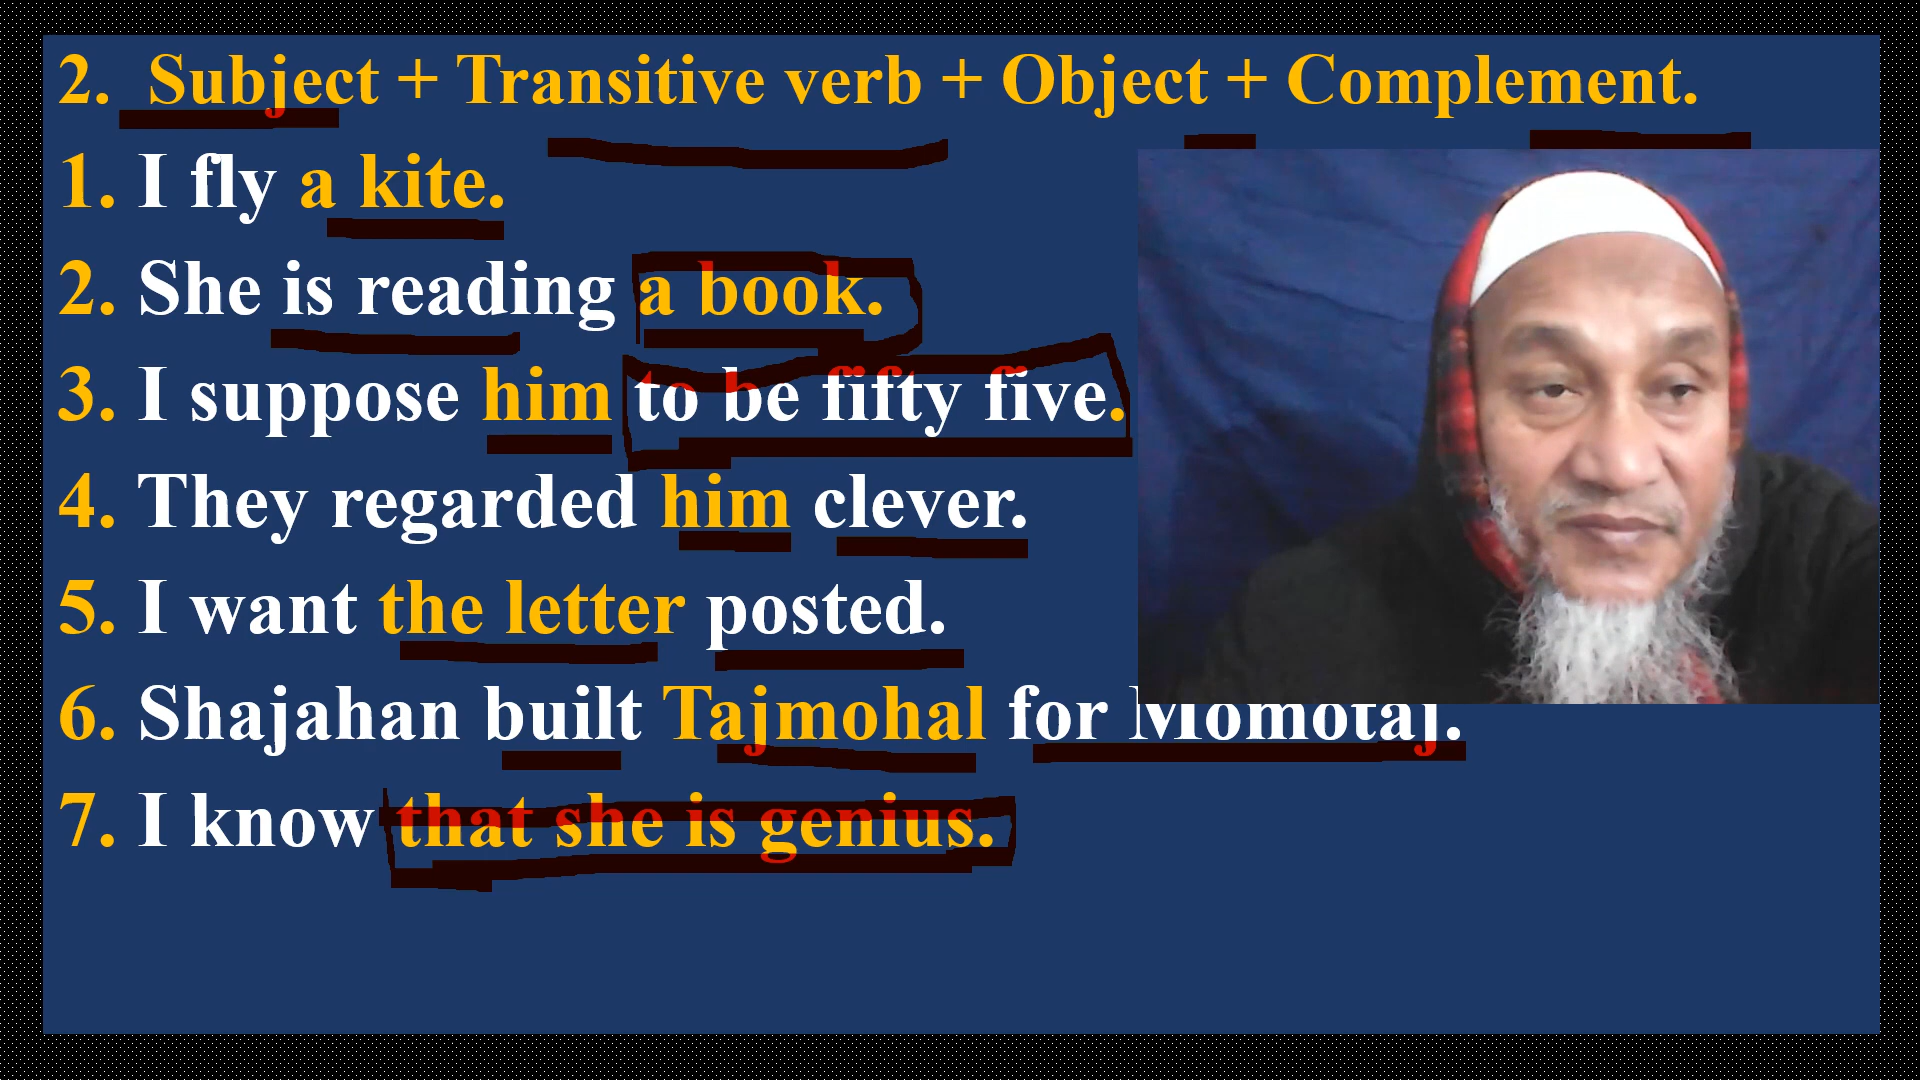 2. Subject + Transitive verb + Object + Complement.
1. I fly a kite.
2. She is reading a book.
3. I suppose him to be fifty five.
4. They regarded him clever.
5. I want the letter posted.
6. Shajahan built Tajmohal for Momotaj.
7. I know that she is genius.